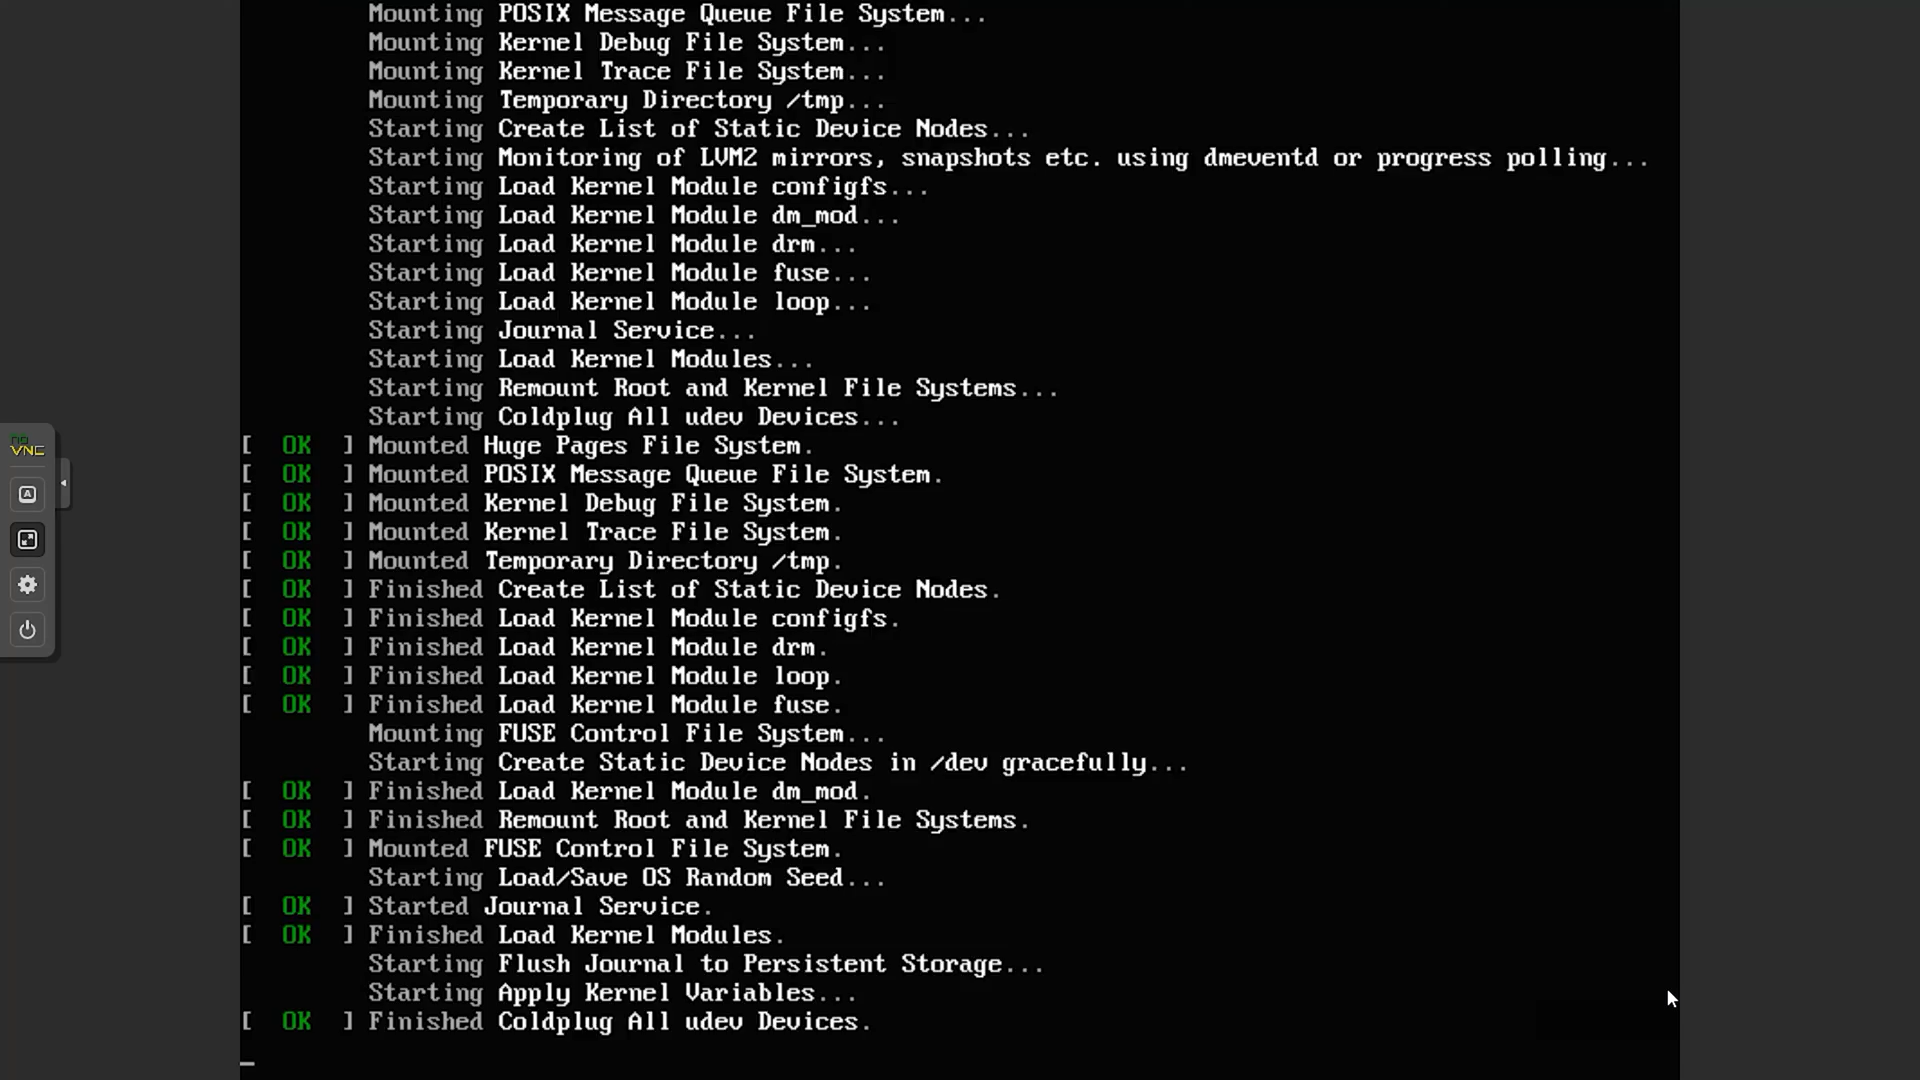 Mounting POSIX Message Queue File System...
Mounting Kernel Debug File System...
Mounting Kernel Trace File System...
Mounting Temporary Directory /tmp...
Starting Create List of Static Device Nodes...
Starting Monitoring of LVM2 mirrors, snapshots etc. using dmeventd or progress polling...
Starting Load Kernel Module configfs...
Starting Load Kernel Module dm_mod...
Starting Load Kernel Module drm...
Starting Load Kernel Module fuse...
Starting Load Kernel Module loop...
Starting Journal Service...
Starting Load Kernel Modules...
Starting Remount Root and Kernel File Systems...
Starting Coldplug All udev Devices...
[  OK  ] Mounted Huge Pages File System.
[  OK  ] Mounted POSIX Message Queue File System.
[  OK  ] Mounted Kernel Debug File System.
[  OK  ] Mounted Kernel Trace File System.
[  OK  ] Mounted Temporary Directory /tmp.
[  OK  ] Finished Create List of Static Device Nodes.
[  OK  ] Finished Load Kernel Module configfs.
[  OK  ] Finished Load Kernel Module drm.
[  OK  ] Finished Load Kernel Module loop.
[  OK  ] Finished Load Kernel Module fuse.
Mounting FUSE Control File System...
Starting Create Static Device Nodes in /dev gracefully...
[  OK  ] Finished Load Kernel Module dm_mod.
[  OK  ] Finished Remount Root and Kernel File Systems.
[  OK  ] Mounted FUSE Control File System.
Starting Load/Save OS Random Seed...
[  OK  ] Started Journal Service.
[  OK  ] Finished Load Kernel Modules.
Starting Flush Journal to Persistent Storage...
Starting Apply Kernel Variables...
[  OK  ] Finished Coldplug All udev Devices.
no
VNC
A